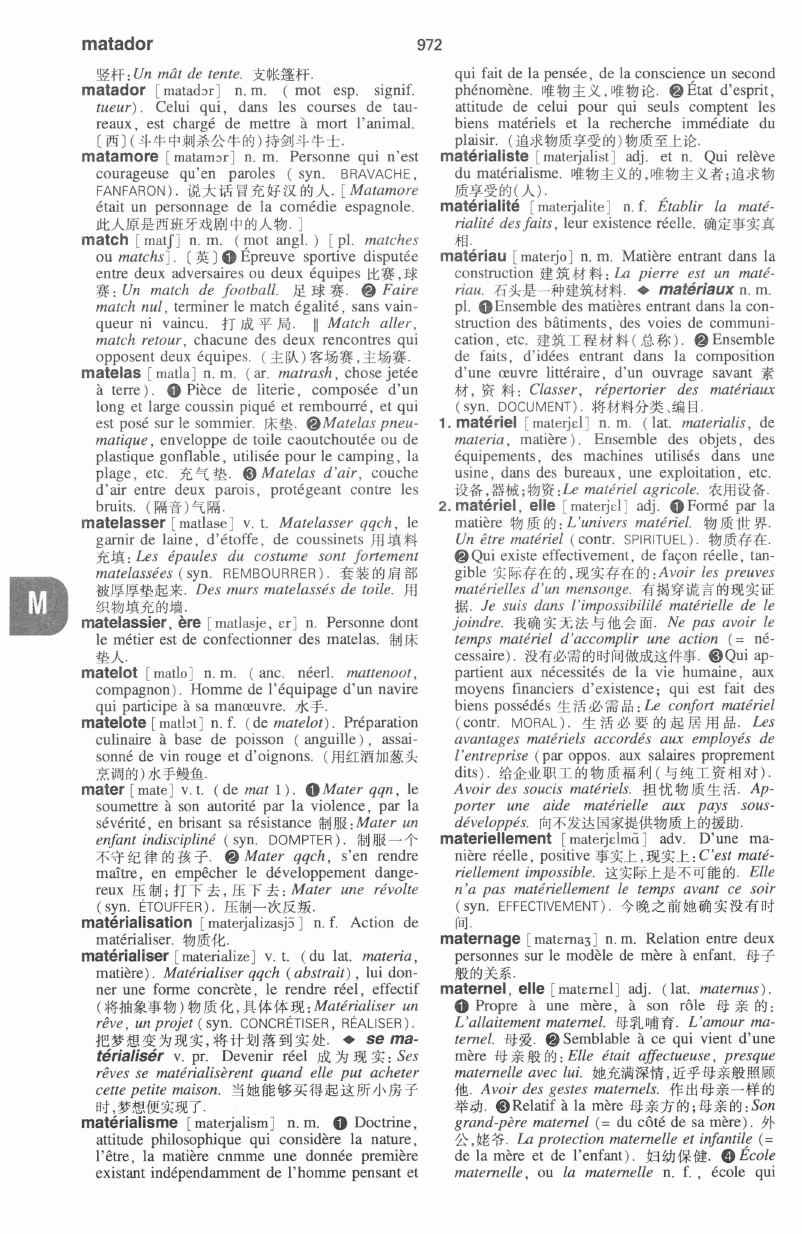 matador
972
竖杆:Un mât de tente. 支帐篷杆.
matador [matadɔr] n. m. ( mot esp. signif.
tueur). Celui qui, dans les courses de tau-
reaux, est chargé de mettre à mort l'animal.
[西](斗牛中刺杀公牛的)持剑斗牛士.
matamore [matamɔr] n. m. Personne qui n'est
courageuse qu'en paroles ( syn. BRAVACHE,
FANFARON). 说大话冒充好汉的人. [Matamore
était un personnage de la comédie espagnole.
此人原是西班牙戏剧中的人物. ]
match [matʃ] n. m. (mot angl. ) [pl. matches
ou matchs]. [英]❶Épreuve sportive disputée
entre deux adversaires ou deux équipes 比赛,球
赛: Un match de football. 足球赛. ❷ Faire
match nul, terminer le match égalité, sans vain-
queur ni vaincu. 打成平局. ‖ Match aller,
match retour, chacune des deux rencontres qui
opposent deux équipes. (主队)客场赛,主场赛.
matelas [matla] n. m. (ar. matrash, chose jetée
à terre). ❶ Pièce de literie, composée d'un
long et large coussin piqué et rembourré, et qui
est posé sur le sommier. 床垫. ❷Matelas pneu-
matique, enveloppe de toile caoutchoutée ou de
plastique gonflable, utilisée pour le camping, la
plage, etc. 充气垫. ❸ Matelas d'air, couche
d'air entre deux parois, protégeant contre les
bruits. (隔音)气隔.
matelasser [matlase] v. t. Matelasser qqch, le
garnir de laine, d'étoffe, de coussinets 用填料
充填: Les épaules du costume sont fortement
matelassées (syn. REMBOURRER). 套装的肩部
被厚厚垫起来. Des murs matelassés de toile. 用
织物填充的墙.
matelassier, ère [matlasje, ɛr] n. Personne dont
le métier est de confectionner des matelas. 制床
垫人.
matelot [matlo] n. m. ( anc. néerl. mattenoot,
compagnon). Homme de l'équipage d'un navire
qui participe à sa manœuvre. 水手.
matelote [matlɔt] n. f. (de matelot). Préparation
culinaire à base de poisson ( anguille), assai-
sonné de vin rouge et d'oignons. (用红酒加葱头
烹调的)水手鳗鱼.
mater [mate] v. t. (de mat 1). ❶Mater qqn, le
soumettre à son autorité par la violence, par la
sévérité, en brisant sa résistance 制服:Mater un
enfant indiscipliné ( syn. DOMPTER). 制服一个
不守纪律的孩子. ❷ Mater qqch, s'en rendre
maître, en empêcher le développement dange-
reux 压制; 打下去, 压下去: Mater une révolte
(syn. ÉTOUFFER). 压制一次反叛.
matérialisation [materjalizasjɔ̃] n. f. Action de
matérialiser. 物质化.
matérialiser [materialize] v. t. (du lat. materia,
matière). Matérialiser qqch (abstrait), lui don-
ner une forme concrète, le rendre réel, effectif
(将抽象事物)物质化,具体体现:Matérialiser un
rêve, un projet (syn. CONCRÉTISER, RÉALISER).
把梦想变为现实,将计划落到实处. ◆ se ma-
térialisér v. pr. Devenir réel 成为现实: Ses
rêves se matérialisèrent quand elle put acheter
cette petite maison. 当她能够买得起这所小房子
时,梦想便实现了.
matérialisme [materjalism] n. m. ❶ Doctrine,
attitude philosophique qui considère la nature,
l'être, la matière cnmme une donnée première
existant indépendamment de l'homme pensant et
M
qui fait de la pensée, de la conscience un second
phénomène. 唯物主义,唯物论. ❷État d'esprit,
attitude de celui pour qui seuls comptent les
biens matériels et la recherche immédiate du
plaisir. (追求物质享受的)物质至上论.
matérialiste [materjalist] adj. et n. Qui relève
du matérialisme. 唯物主义的,唯物主义者;追求物
质享受的(人).
matérialité [materjalite] n. f. Établir la maté-
rialité des faits, leur existence réelle. 确定事实真
相.
matériau [materjo] n. m. Matière entrant dans la
construction 建筑材料: La pierre est un maté-
riau. 石头是一种建筑材料. ◆ matériaux n. m.
pl. ❶Ensemble des matières entrant dans la con-
struction des bâtiments, des voies de communi-
cation, etc. 建筑工程材料(总称). ❷Ensemble
de faits, d'idées entrant dans la composition
d'une œuvre littéraire, d'un ouvrage savant 素
材, 资料: Classer, répertorier des matériaux
(syn. DOCUMENT). 将材料分类、编目.
1. matériel [materjɛl] n. m. (lat. materialis, de
materia, matière). Ensemble des objets, des
équipements, des machines utilisés dans une
usine, dans des bureaux, une exploitation, etc.
设备,器械;物资:Le matériel agricole. 农用设备.
2. matériel, elle [materjɛl] adj. ❶Formé par la
matière 物质的: L'univers matériel. 物质世界.
Un être matériel (contr. SPIRITUEL). 物质存在.
❷Qui existe effectivement, de façon réelle, tan-
gible 实际存在的,现实存在的:Avoir les preuves
matérielles d'un mensonge. 有揭穿谎言的现实证
据. Je suis dans l'impossibililé matérielle de le
joindre. 我确实无法与他会面. Ne pas avoir le
temps matériel d'accomplir une action (= né-
cessaire). 没有必需的时间做成这件事. ❸Qui ap-
partient aux nécessités de la vie humaine, aux
moyens financiers d'existence; qui est fait des
biens possédés 生活必需品:Le confort matériel
(contr. MORAL). 生活必要的起居用品. Les
avantages matériels accordés aux employés de
l'entreprise (par oppos. aux salaires proprement
dits). 给企业职工的物质福利(与纯工资相对).
Avoir des soucis matériels. 担忧物质生活. Ap-
porter une aide matérielle aux pays sous-
développés. 向不发达国家提供物质上的援助.
materiellement [materjɛlmɑ̃] adv. D'une ma-
nière réelle, positive 事实上,现实上:C'est maté-
riellement impossible. 这实际上是不可能的. Elle
n'a pas matériellement le temps avant ce soir
(syn. EFFECTIVEMENT). 今晚之前她确实没有时
间.
maternage [matɛrnaʒ] n. m. Relation entre deux
personnes sur le modèle de mère à enfant. 母子
般的关系.
maternel, elle [matɛrnɛl] adj. (lat. maternus).
❶ Propre à une mère, à son rôle 母亲的:
L'allaitement maternel. 母乳哺育. L'amour ma-
ternel. 母爱. ❷Semblable à ce qui vient d'une
mère 母亲般的: Elle était affectueuse, presque
maternelle avec lui. 她充满深情,近乎母亲般照顾
他. Avoir des gestes maternels. 作出母亲一样的
举动. ❸Relatif à la mère 母亲方的;母亲的:Son
grand-père maternel (= du côté de sa mère). 外
公,姥爷. La protection maternelle et infantile (=
de la mère et de l'enfant). 妇幼保健. ❹École
maternelle, ou la maternelle n. f. , école qui